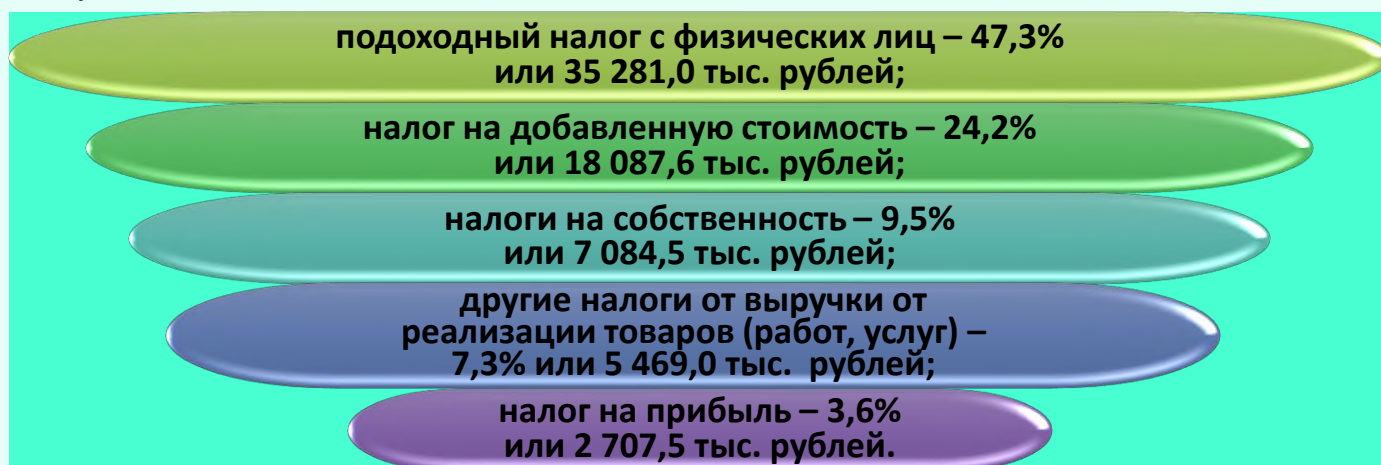 подоходный налог с физических лиц – 47,3%
или 35 281,0 тыс. рублей;
налог на добавленную стоимость – 24,2%
или 18 087,6 тыс. рублей;
налоги на собственность – 9,5%
или 7 084,5 тыс. рублей;
другие налоги от выручки от
реализации товаров (работ, услуг) –
7,3% или 5 469,0 тыс. рублей;
налог на прибыль – 3,6%
или 2 707,5 тыс. рублей.